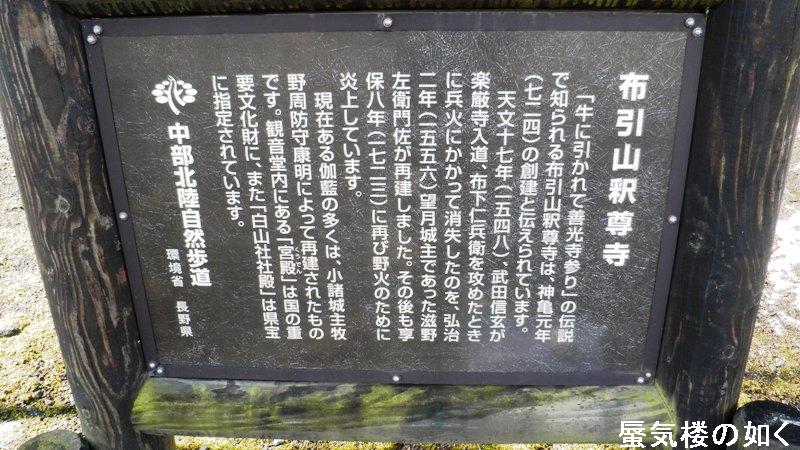 布引山釈尊寺
「牛に引かれて善光寺参り」の伝説
で知られる布引山釈尊寺は、神亀元年
(七二四)の創建と伝えられています。
天文十七年(一五四八)、武田信玄が
楽厳寺入道、布下仁兵衛を攻めたとき
に兵火にかかって消失したのを、弘治
二年(一五五六)望月城主であった滋野
左衛門佐が再建しました。その後も享
保八年(一七二三)に再び野火のために
炎上しています。
現在ある伽藍の多くは、小諸城主牧
野周防守康明によって再建されたもの
です。観音堂内にある「宮殿」は国の重
くうでん
要文化財に、また「白山社社殿」は県宝
に指定されています。
中部北陸自然歩道
環境省 長野県
蜃気楼の如く